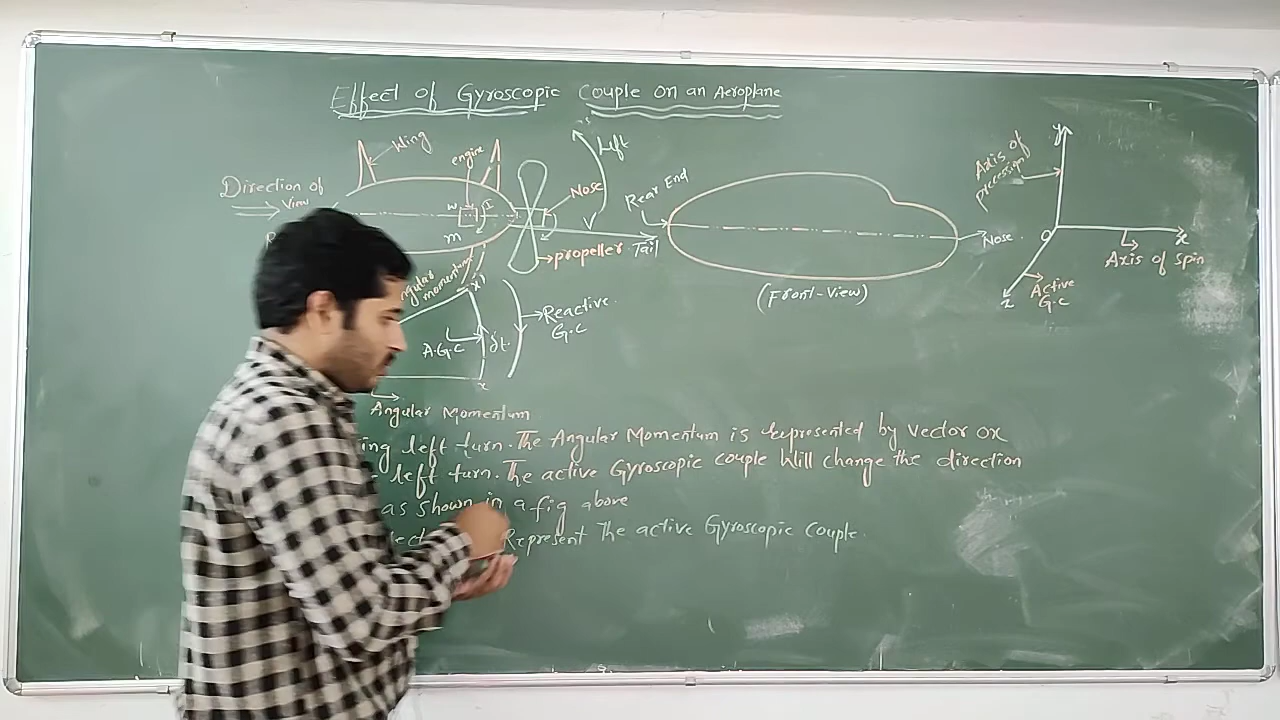 Effect of Gyroscopic Couple on an Aeroplane
Wing
engine
Left
Direction of
View
Nose
w
I
m
propeller
Tail
Rear End
Nose.
(Front-View)
Axis of
precession
y
O
x
Axis of Spin
z
Active
G.C
momentum
x'
A.G.C
δt.
x
Reactive
G.C
Angular Momentum
left turn. The Angular Momentum is represented by vector ox
left turn. The active Gyroscopic couple Will change the direction
as shown in a fig above
Represent The active Gyroscopic Couple.